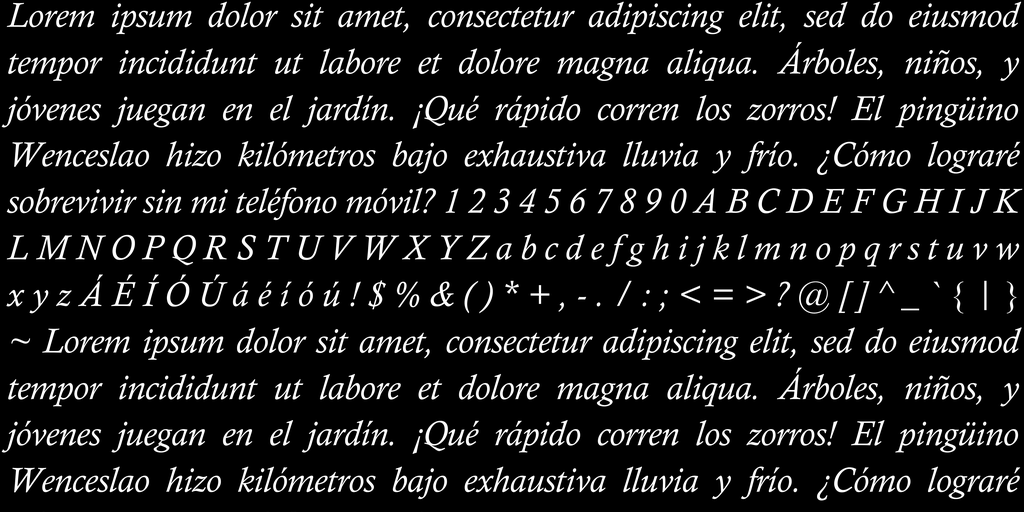 Lorem ipsum dolor sit amet, consectetur adipiscing elit, sed do eiusmod
tempor incididunt ut labore et dolore magna aliqua. Árboles, niños, y
jóvenes juegan en el jardín. ¡Qué rápido corren los zorros! El pingüino
Wenceslao hizo kilómetros bajo exhaustiva lluvia y frío. ¿Cómo lograré
sobrevivir sin mi teléfono móvil? 1 2 3 4 5 6 7 8 9 0 A B C D E F G H I J K
L M N O P Q R S T U V W X Y Z a b c d e f g h i j k l m n o p q r s t u v w
x y z Á É Í Ó Ú á é í ó ú ! $ % & ( ) * + , - . / : ; < = > ? @ [ ] ^ _ ` { | }
~ Lorem ipsum dolor sit amet, consectetur adipiscing elit, sed do eiusmod
tempor incididunt ut labore et dolore magna aliqua. Árboles, niños, y
jóvenes juegan en el jardín. ¡Qué rápido corren los zorros! El pingüino
Wenceslao hizo kilómetros bajo exhaustiva lluvia y frío. ¿Cómo lograré